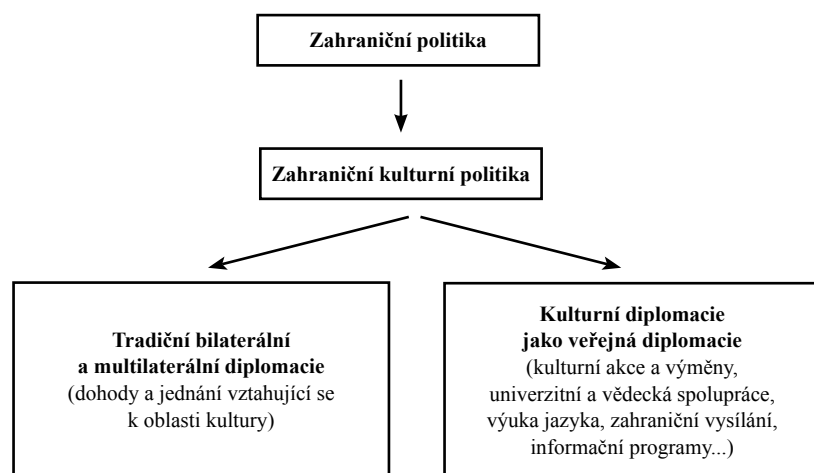 Zahraniční politika
Zahraniční kulturní politika
Tradiční bilaterální
a multilaterální diplomacie
(dohody a jednání vztahující se
k oblasti kultury)
Kulturní diplomacie
jako veřejná diplomacie
(kulturní akce a výměny,
univerzitní a vědecká spolupráce,
výuka jazyka, zahraniční vysílání,
informační programy...)